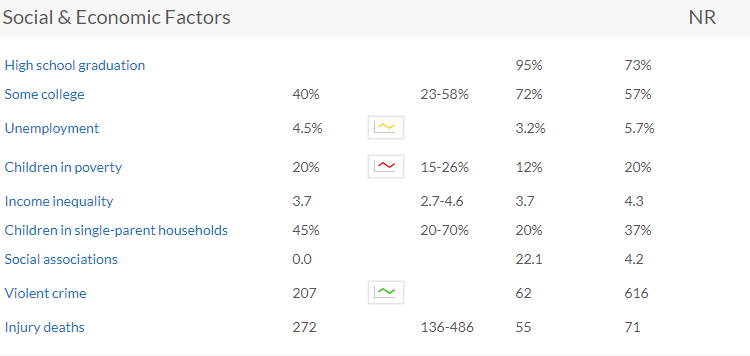 Social & Economic Factors NR
High school graduation 95% 73%
Some college 40% 23-58% 72% 57%
Unemployment 4.5% 3.2% 5.7%
Children in poverty 20% 15-26% 12% 20%
Income inequality 3.7 2.7-4.6 3.7 4.3
Children in single-parent households 45% 20-70% 20% 37%
Social associations 0.0 22.1 4.2
Violent crime 207 62 616
Injury deaths 272 136-486 55 71